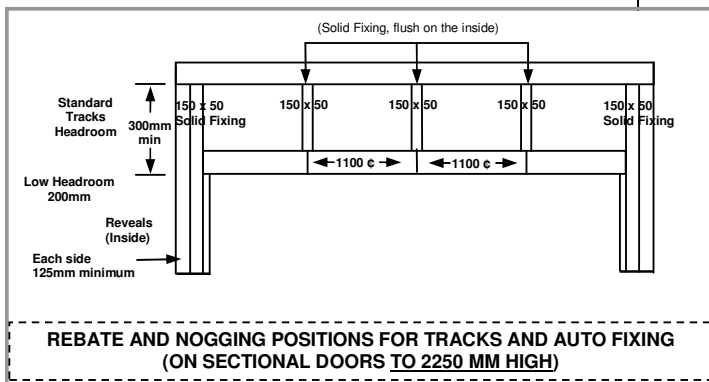 (Solid Fixing, flush on the inside)
Standard
Tracks
Headroom
300mm
min
150 x 50
Solid Fixing
150 x 50
150 x 50
150 x 50
150 x 50
Solid Fixing
1100 ¢
1100 ¢
Low Headroom
200mm
Reveals
(Inside)
Each side
125mm minimum
REBATE AND NOGGING POSITIONS FOR TRACKS AND AUTO FIXING
(ON SECTIONAL DOORS TO 2250 MM HIGH)